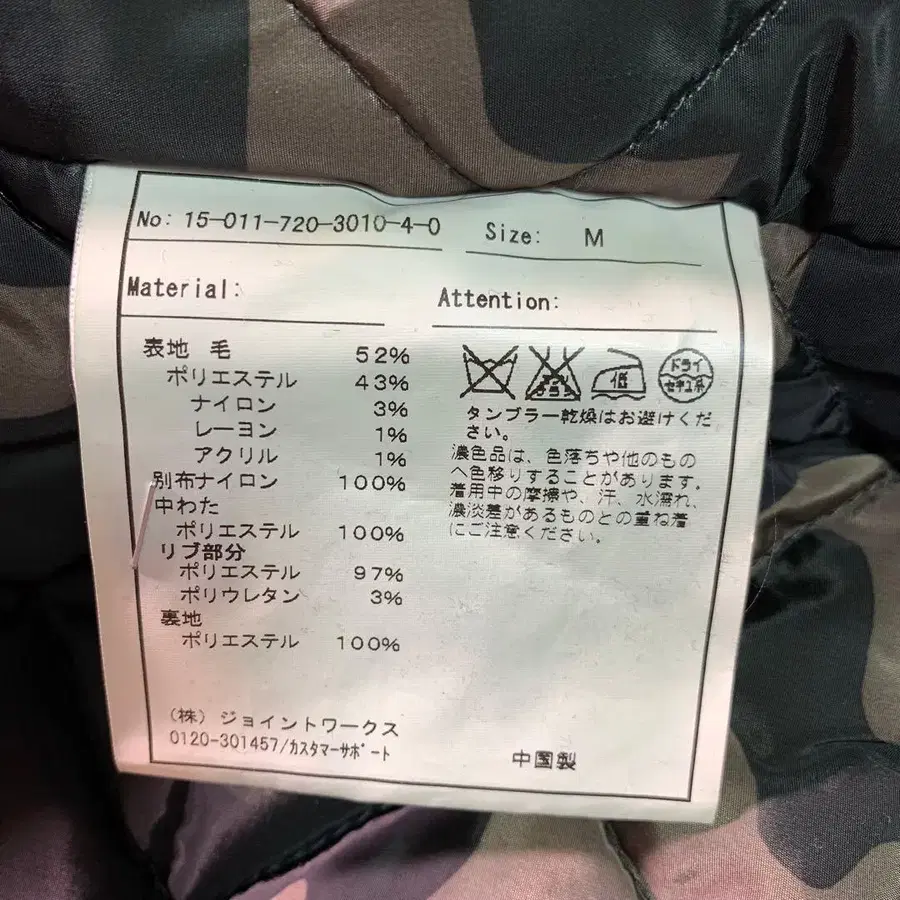 No: 15-011-720-3010-4-0
Size: M
Material:
表地 毛 52%
ポリエステル 43%
ナイロン 3%
レーヨン 1%
アクリル 1%
別布ナイロン 100%
中わた
ポリエステル 100%
リブ部分
ポリエステル 97%
ポリウレタン 3%
裏地
ポリエステル 100%
(株) ジョイントワークス
0120-301457/カスタマーサポート
Attention:
低
ドライ
セキユ系
タンブラー乾燥はお避けくだ
さい。
濃色品は、色落ちや他のもの
へ色移りすることがあります。
着用中の摩擦や、汗、水濡れ、
濃淡差があるものとの重ね着
にご注意ください。
中国製